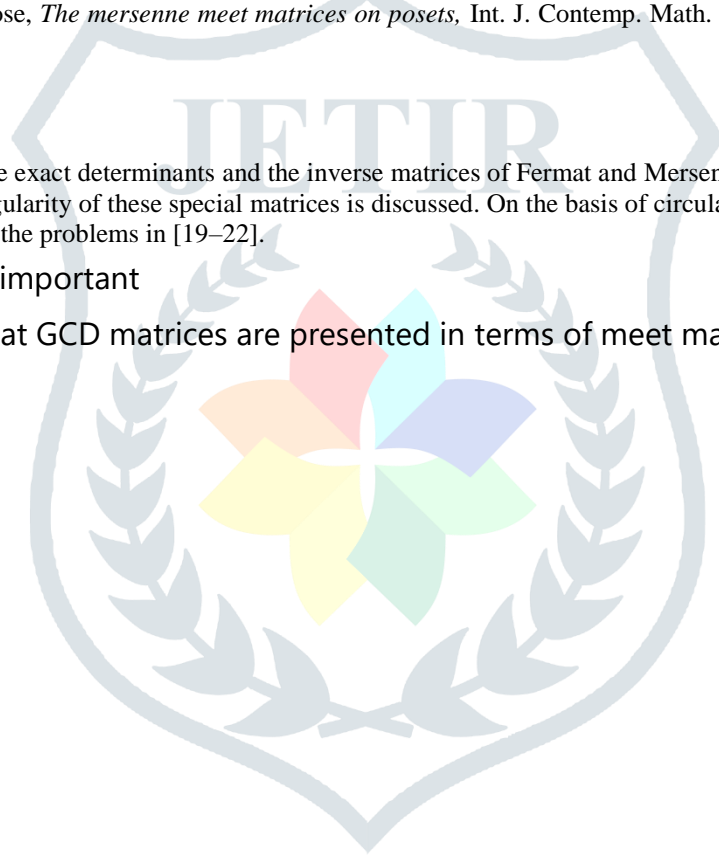 ose, The mersenne meet matrices on posets, Int. J. Contemp. Math.
JETIR
e exact determinants and the inverse matrices of Fermat and Mersen
gularity of these special matrices is discussed. On the basis of circula
the problems in [19–22].
important
at GCD matrices are presented in terms of meet ma